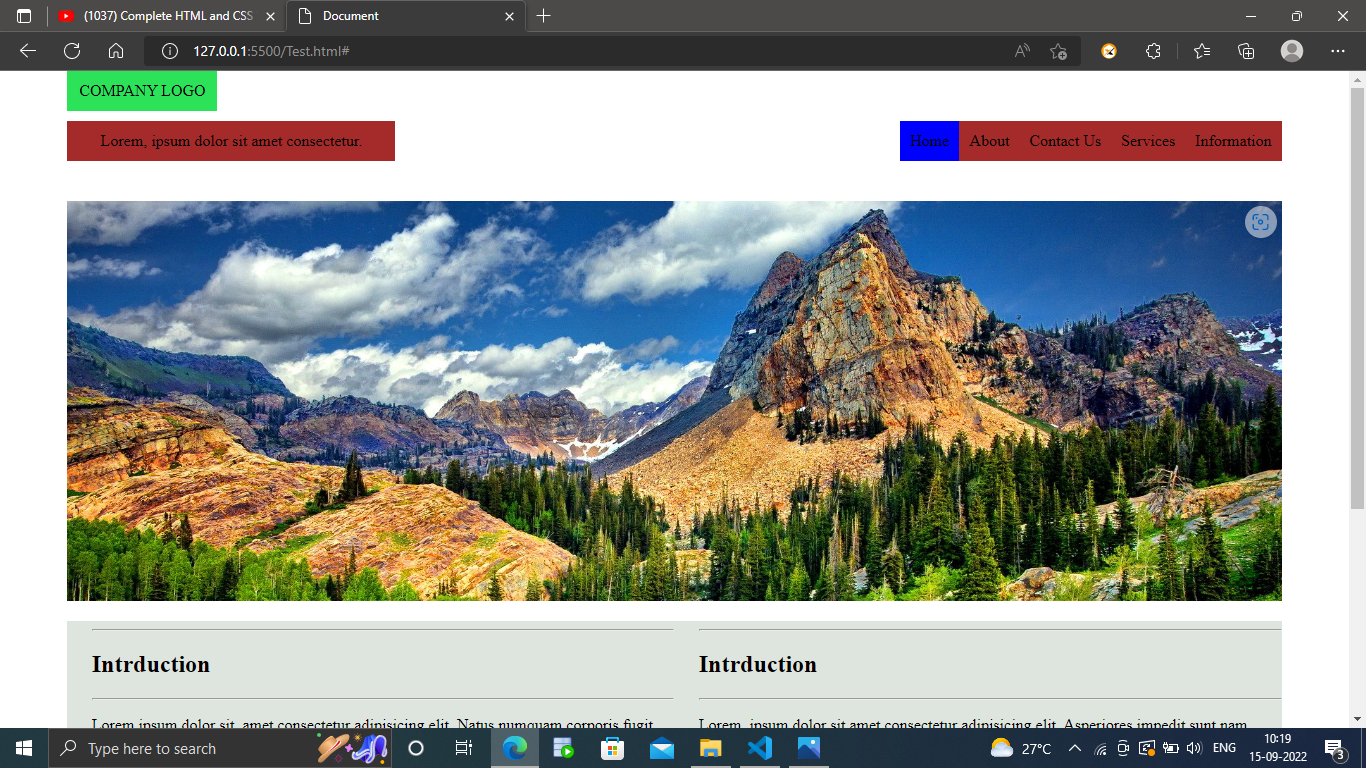 (1037) Complete HTML and CSS
Document
127.0.0.1:5500/Test.html#
COMPANY LOGO
Lorem, ipsum dolor sit amet consectetur.
Home About Contact Us Services Information
Intrduction
Intrduction
Lorem ipsum dolor sit, amet consectetur adipisicing elit. Natus numquam corporis fugit
Lorem, ipsum dolor sit amet consectetur adipisicing elit. Asperiores impedit sunt nam
Type here to search
27°C
ENG
10:19
15-09-2022
3